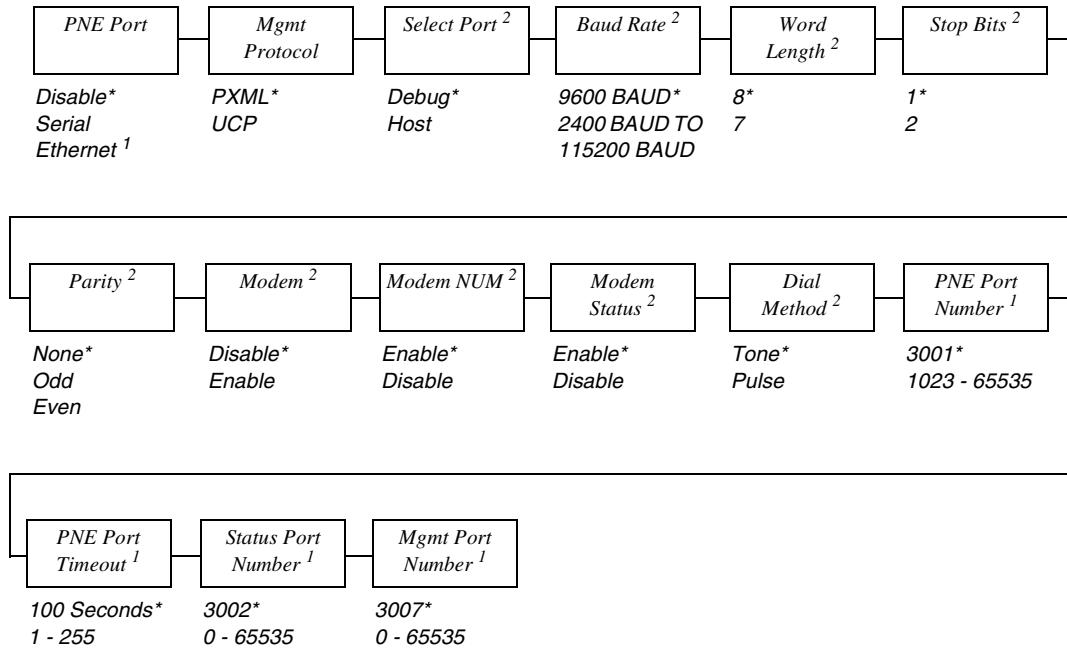 PNE Port
Mgmt
Protocol
Select Port 2
Baud Rate 2
Word
Length 2
Stop Bits 2
Disable*
Serial
Ethernet 1
PXML*
UCP
Debug*
Host
9600 BAUD*
2400 BAUD TO
115200 BAUD
8*
7
1*
2
Parity 2
Modem 2
Modem NUM 2
Modem
Status 2
Dial
Method 2
PNE Port
Number 1
None*
Odd
Even
Disable*
Enable
Enable*
Disable
Enable*
Disable
Tone*
Pulse
3001*
1023 - 65535
PNE Port
Timeout 1
Status Port
Number 1
Mgmt Port
Number 1
100 Seconds*
1 - 255
3002*
0 - 65535
3007*
0 - 65535